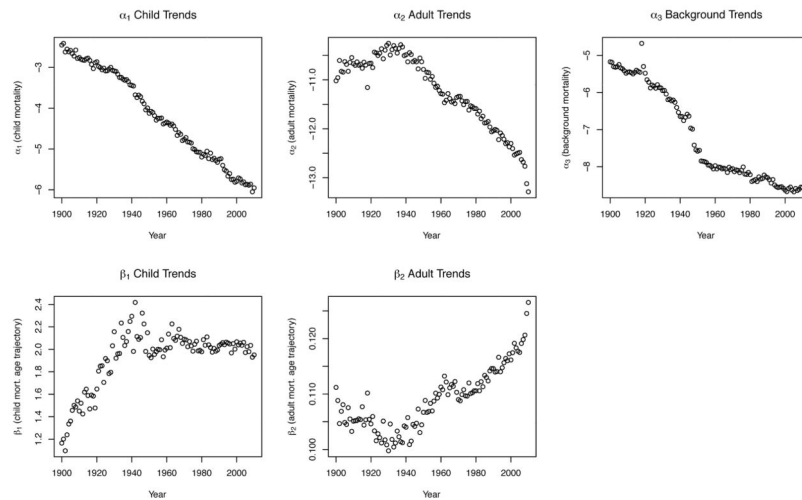 α₁ Child Trends
α₂ Adult Trends
α₃ Background Trends
α₁ (child mortality)
-3
-4
-5
-6
1900 1920 1940 1960 1980 2000
Year
α₂ (adult mortality)
-11.0
-12.0
-13.0
1900 1920 1940 1960 1980 2000
Year
α₃ (background mortality)
-5
-6
-7
-8
1900 1920 1940 1960 1980 2000
Year
β₁ Child Trends
β₂ Adult Trends
β₁ (child mort. age trajectory)
2.4
2.2
2.0
1.8
1.6
1.4
1.2
1900 1920 1940 1960 1980 2000
Year
β₂ (adult mort. age trajectory)
0.120
0.110
0.100
1900 1920 1940 1960 1980 2000
Year